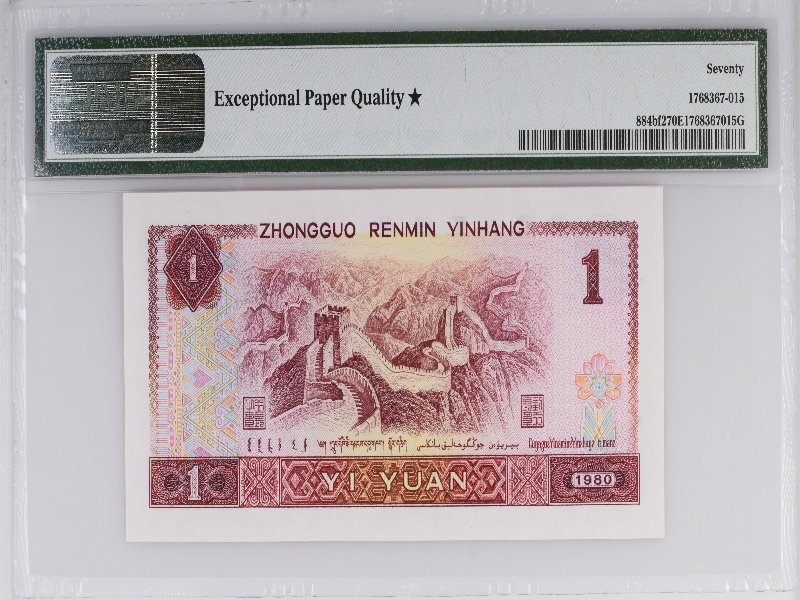 Seventy
Exceptional Paper Quality ★
1768367-015
884bf270E1768367015G
ZHONGGUO RENMIN YINHANG
1
1
1
YI YUAN
1980